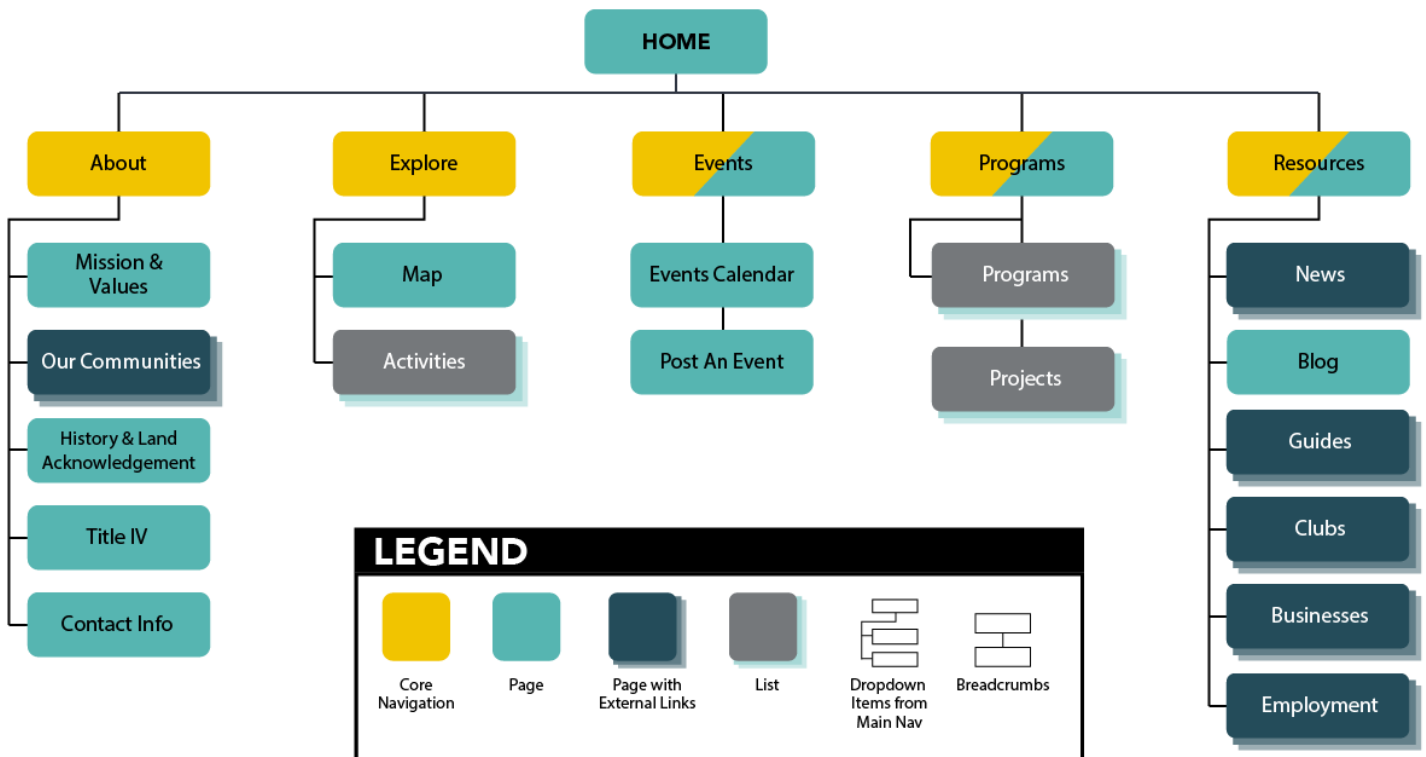 HOME
About
Explore
Events
Programs
Resources
Mission &
Values
Our Communities
History & Land
Acknowledgement
Title IV
Contact Info
Map
Activities
Events Calendar
Post An Event
Programs
Projects
News
Blog
Guides
Clubs
Businesses
Employment
LEGEND
Core
Navigation
Page
Page with
External Links
List
Dropdown
Items from
Main Nav
Breadcrumbs